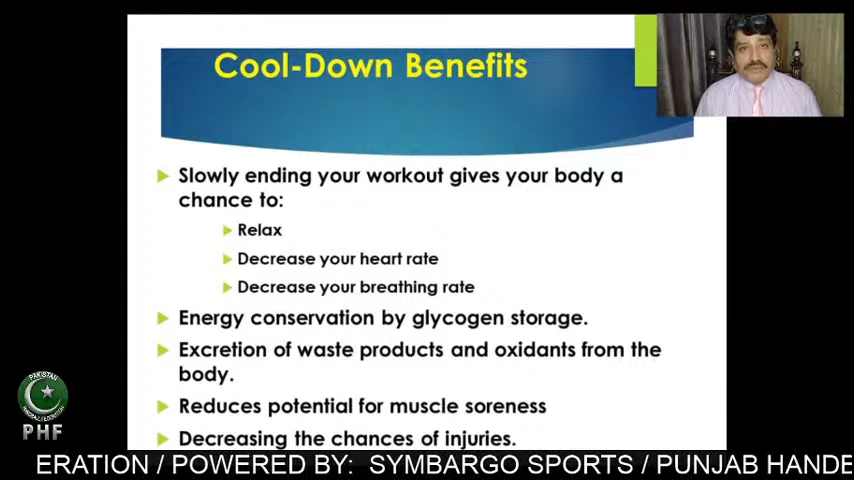 Cool-Down Benefits
Slowly ending your workout gives your body a
chance to:
Relax
Decrease your heart rate
Decrease your breathing rate
Energy conservation by glycogen storage.
Excretion of waste products and oxidants from the
body.
Reduces potential for muscle soreness
Decreasing the chances of injuries.
PAKISTAN
PHF
ERATION / POWERED BY: SYMBARGO SPORTS / PUNJAB HANDE